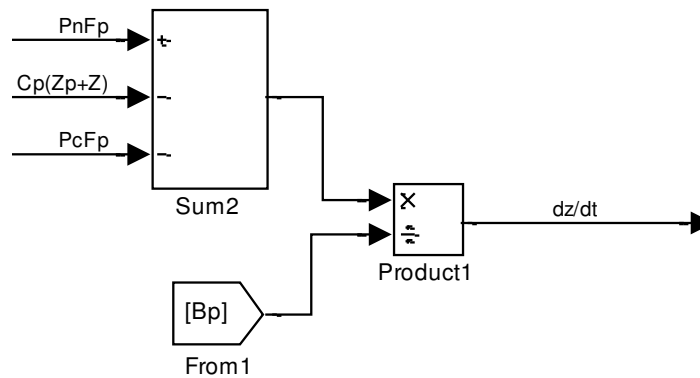 PnFp
+
Cp(Zp+Z)
−
PcFp
−
Sum2
×
dz/dt
÷
Product1
[Bp]
From1